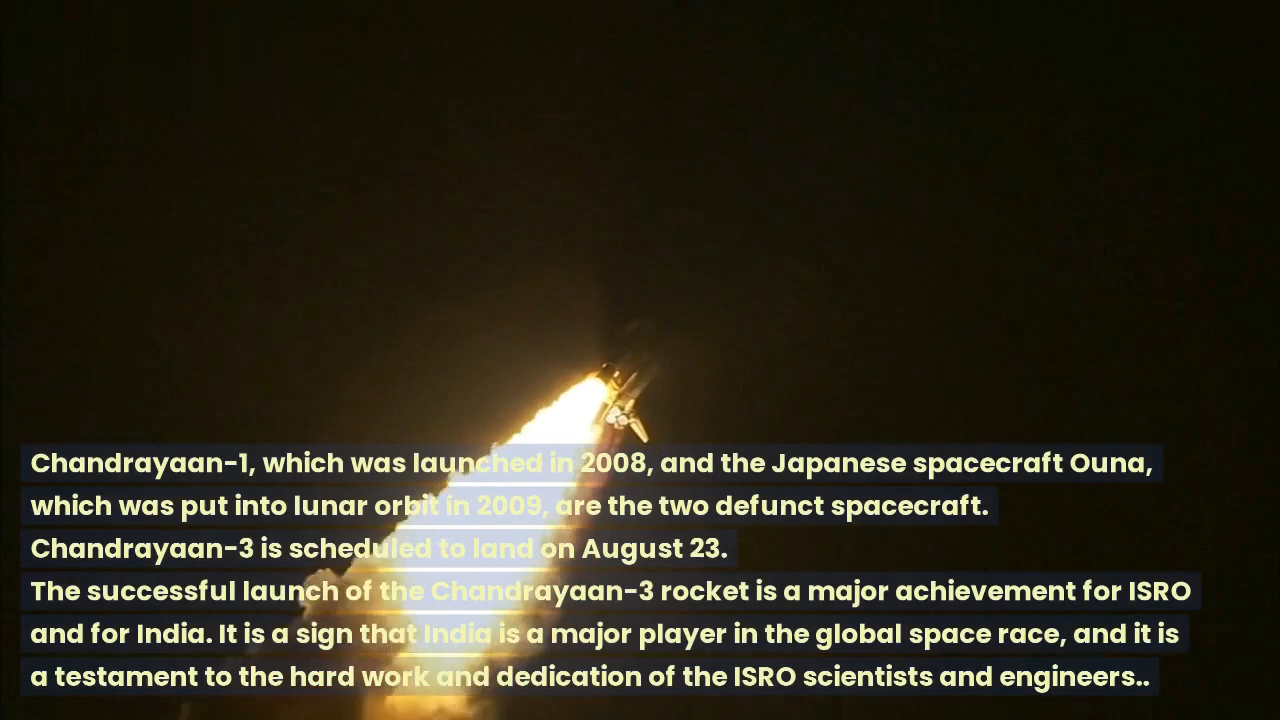 Chandrayaan-1, which was launched in 2008, and the Japanese spacecraft Ouna,
which was put into lunar orbit in 2009, are the two defunct spacecraft.
Chandrayaan-3 is scheduled to land on August 23.
The successful launch of the Chandrayaan-3 rocket is a major achievement for ISRO
and for India. It is a sign that India is a major player in the global space race, and it is
a testament to the hard work and dedication of the ISRO scientists and engineers..